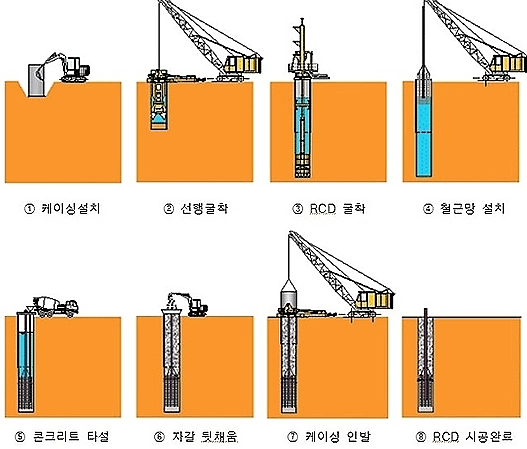 ① 케이싱설치
② 선행굴착
③ RCD 굴착
④ 철근망 설치
⑤ 콘크리트 타설
⑥ 자갈 뒷채움
⑦ 케이싱 인발
⑧ RCD 시공완료